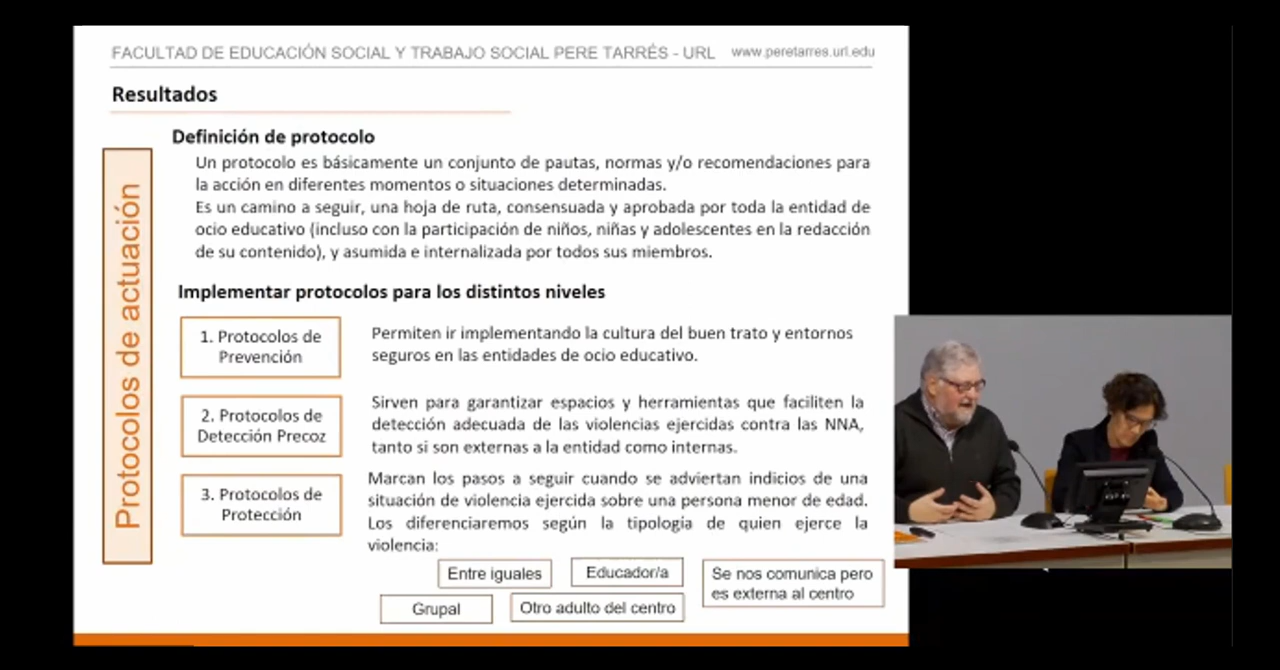 FACULTAD DE EDUCACIÓN SOCIAL Y TRABAJO SOCIAL PERE TARRÉS - URL www.peretarres.url.edu
Resultados
Protocolos de actuación
Definición de protocolo
Un protocolo es básicamente un conjunto de pautas, normas y/o recomendaciones para
la acción en diferentes momentos o situaciones determinadas.
Es un camino a seguir, una hoja de ruta, consensuada y aprobada por toda la entidad de
ocio educativo (incluso con la participación de niños, niñas y adolescentes en la redacción
de su contenido), y asumida e internalizada por todos sus miembros.
Implementar protocolos para los distintos niveles
1. Protocolos de
Prevención
Permiten ir implementando la cultura del buen trato y entornos
seguros en las entidades de ocio educativo.
2. Protocolos de
Detección Precoz
Sirven para garantizar espacios y herramientas que faciliten la
detección adecuada de las violencias ejercidas contra las NNA,
tanto si son externas a la entidad como internas.
3. Protocolos de
Protección
Marcan los pasos a seguir cuando se adviertan indicios de una
situación de violencia ejercida sobre una persona menor de edad.
Los diferenciaremos según la tipología de quien ejerce la
violencia:
Entre iguales
Educador/a
Se nos comunica pero
es externa al centro
Grupal
Otro adulto del centro